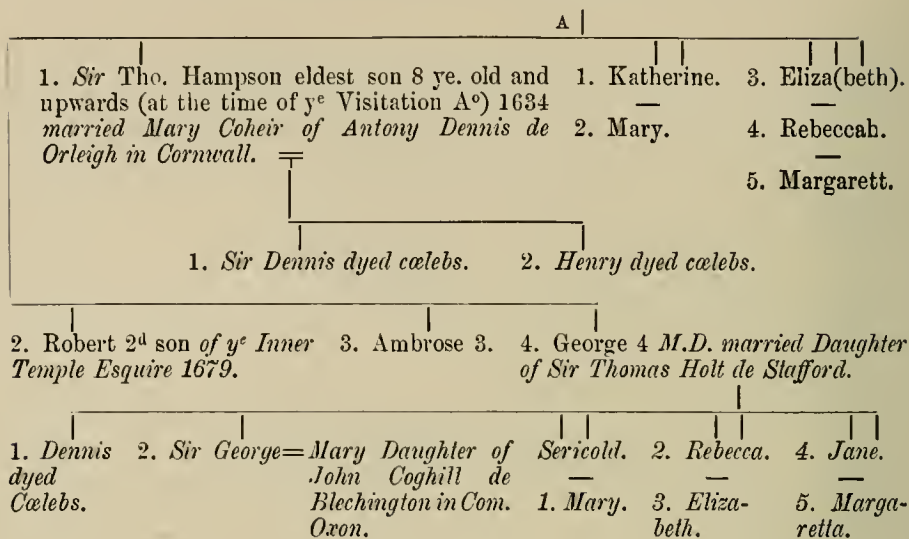 A
1. Sir Tho. Hampson eldest son 8 ye. old and
upwards (at the time of yᵉ Visitation Aº) 1634
married Mary Coheir of Antony Dennis de
Orleigh in Cornwall.
1. Katherine.
2. Mary.
3. Eliza(beth).
4. Rebeccah.
5. Margarett.
1. Sir Dennis dyed cœlebs.
2. Henry dyed cœlebs.
2. Robert 2ᵈ son of yᵉ Inner
Temple Esquire 1679.
3. Ambrose 3.
4. George 4 M.D. married Daughter
of Sir Thomas Holt de Stafford.
1. Dennis
dyed
Cœlebs.
2. Sir George=Mary Daughter of
John Coghill de
Blechington in Com.
Oxon.
Sericold.
1. Mary.
2. Rebecca.
3. Eliza-
beth.
4. Jane.
5. Marga-
retta.